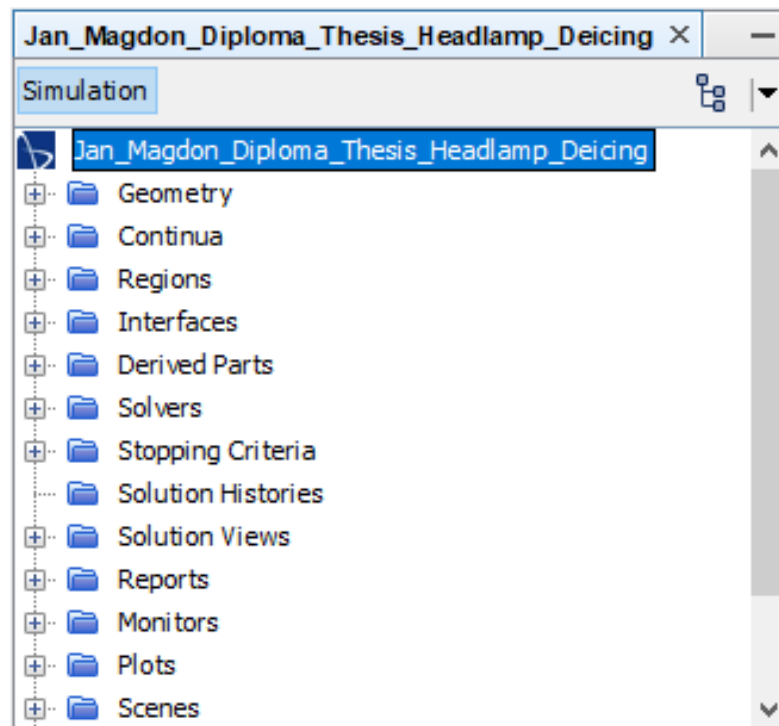 Jan_Magdon_Diploma_Thesis_Headlamp_Deicing
Simulation
Jan_Magdon_Diploma_Thesis_Headlamp_Deicing
Geometry
Continua
Regions
Interfaces
Derived Parts
Solvers
Stopping Criteria
Solution Histories
Solution Views
Reports
Monitors
Plots
Scenes